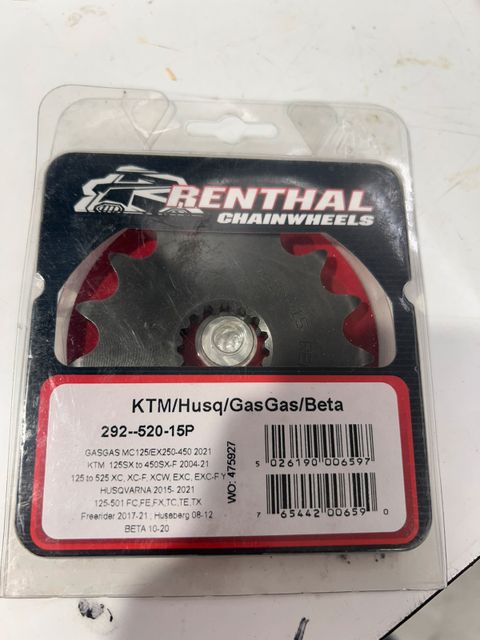 RENTHAL
CHAINWHEELS
KTM/Husq/GasGas/Beta
292--520-15P
GASGAS MC125/EX250-450 2021
KTM 125SX to 450SX-F 2004-21
125 to 525 XC, XC-F, XCW, EXC, EXC-F Y
HUSQVARNA 2015- 2021
125-501 FC,FE,FX,TC,TE,TX
Freerider 2017-21 , Huseberg 08-12
BETA 10-20
WO: 475927
5 026190 006597
7 65442 00659 0